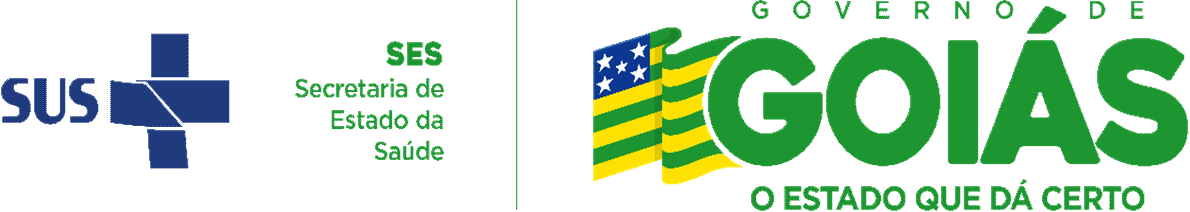 SUS
SES
Secretaria de
Estado da
Saúde
GOVERNO DE
GOIÁS
O ESTADO QUE DÁ CERTO